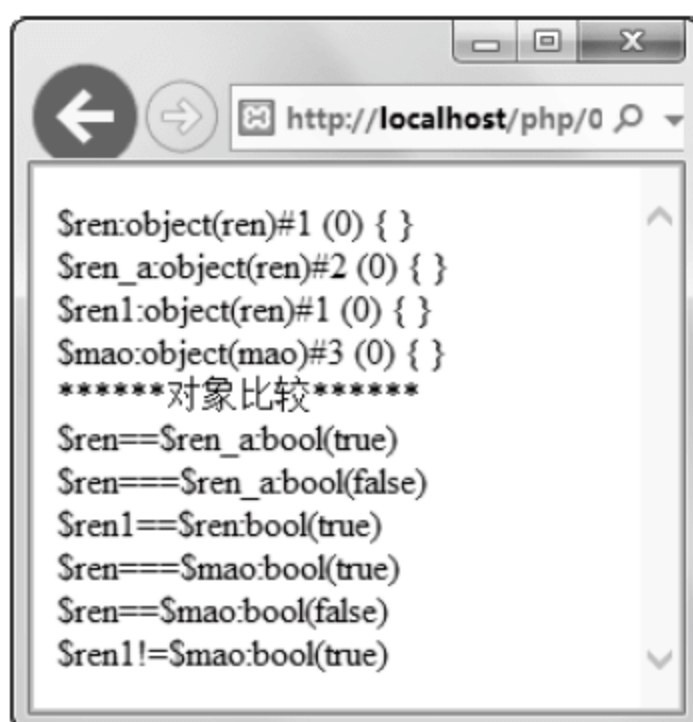 http://localhost/php/0
$ren:object(ren)#1 (0) { }
$ren_a:object(ren)#2 (0) { }
$ren1:object(ren)#1 (0) { }
$mao:object(mao)#3 (0) { }
******对象比较******
$ren==$ren_a:bool(true)
$ren===$ren_a:bool(false)
$ren1==$ren:bool(true)
$ren===$mao:bool(true)
$ren==$mao:bool(false)
$ren1!=$mao:bool(true)